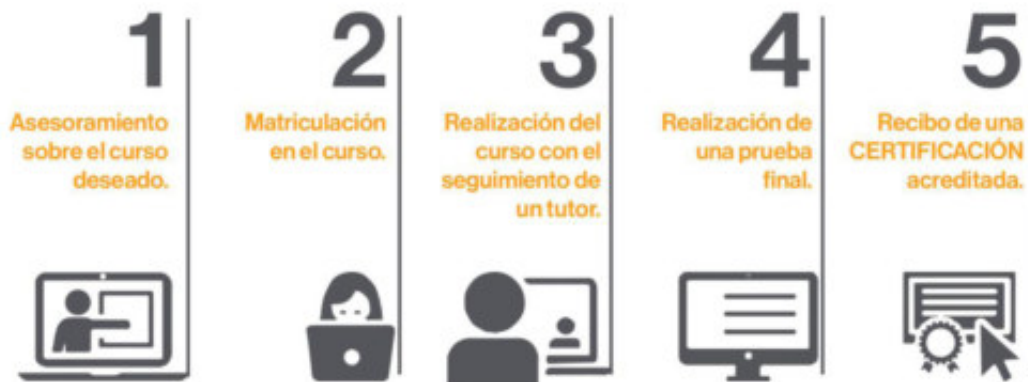 1
Asesoramiento
sobre el curso
deseado.
2
Matriculación
en el curso.
3
Realización del
curso con el
seguimiento de
un tutor.
4
Realización de
una prueba
final.
5
Recibo de una
CERTIFICACIÓN
acreditada.